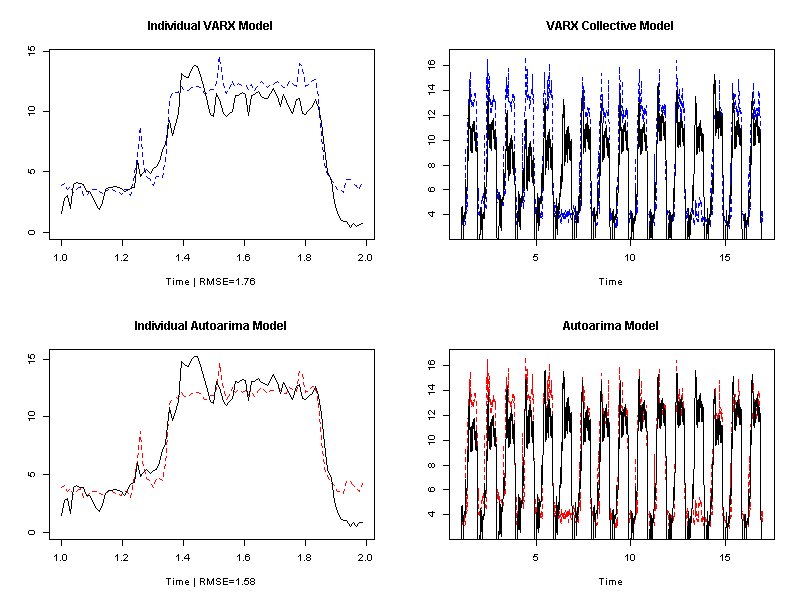 Individual VARX Model
15
10
5
0
1.0 1.2 1.4 1.6 1.8 2.0
Time | RMSE=1.76
VARX Collective Model
16
14
12
10
8
6
4
5 10 15
Time
Individual Autoarima Model
15
10
5
0
1.0 1.2 1.4 1.6 1.8 2.0
Time | RMSE=1.58
Autoarima Model
16
14
12
10
8
6
4
5 10 15
Time